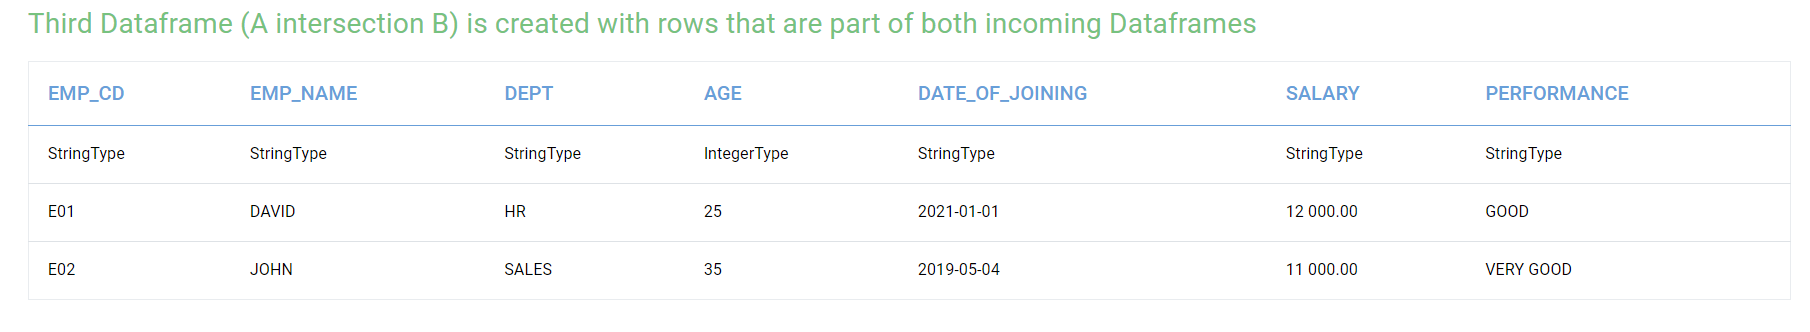 Third Dataframe (A intersection B) is created with rows that are part of both incoming Dataframes
EMP_CD EMP_NAME DEPT AGE DATE_OF_JOINING SALARY PERFORMANCE
StringType StringType StringType IntegerType StringType StringType StringType
E01 DAVID HR 25 2021-01-01 12 000.00 GOOD
E02 JOHN SALES 35 2019-05-04 11 000.00 VERY GOOD